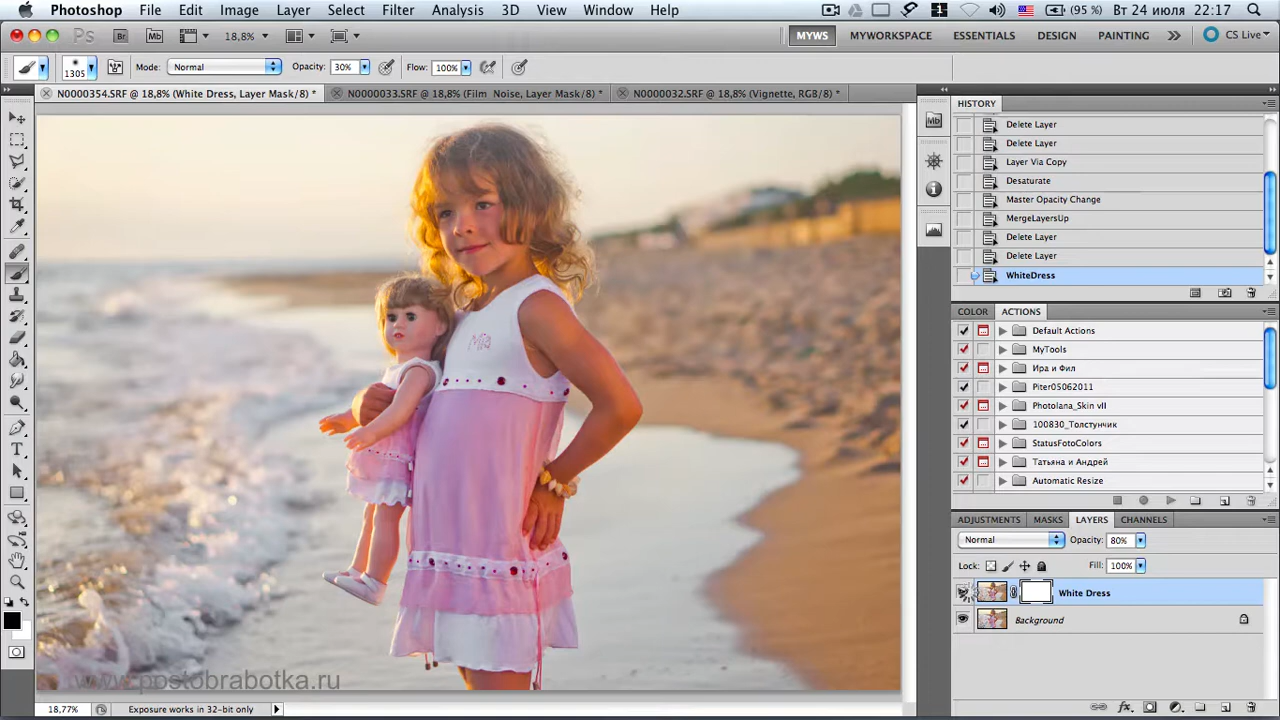 Photoshop File Edit Image Layer Select Filter Analysis 3D View Window Help (95 %) Вт 24 июля 22:17
Ps Br Mb 18,8% MYWS MYWORKSPACE ESSENTIALS DESIGN PAINTING CS Live
1305 Mode: Normal Opacity: 30% Flow: 100%
N0000354.SRF @ 18,8% (White Dress, Layer Mask/8) * N0000033.SRF @ 18,8% (Film Noise, Layer Mask/8) * N0000032.SRF @ 18,8% (Vignette, RGB/8) *
HISTORY
Mb
Delete Layer
Delete Layer
Layer Via Copy
Desaturate
Master Opacity Change
MergeLayersUp
Delete Layer
Delete Layer
WhiteDress
COLOR ACTIONS
Default Actions
MyTools
Ира и Фил
Piter05062011
Photolana_Skin vII
100830_Толстунчик
StatusFotoColors
Татьяна и Андрей
Automatic Resize
ADJUSTMENTS MASKS LAYERS CHANNELS
Normal Opacity: 80%
Lock: Fill: 100%
White Dress
Background
www.postobrabotka.ru
18,77% Exposure works in 32-bit only